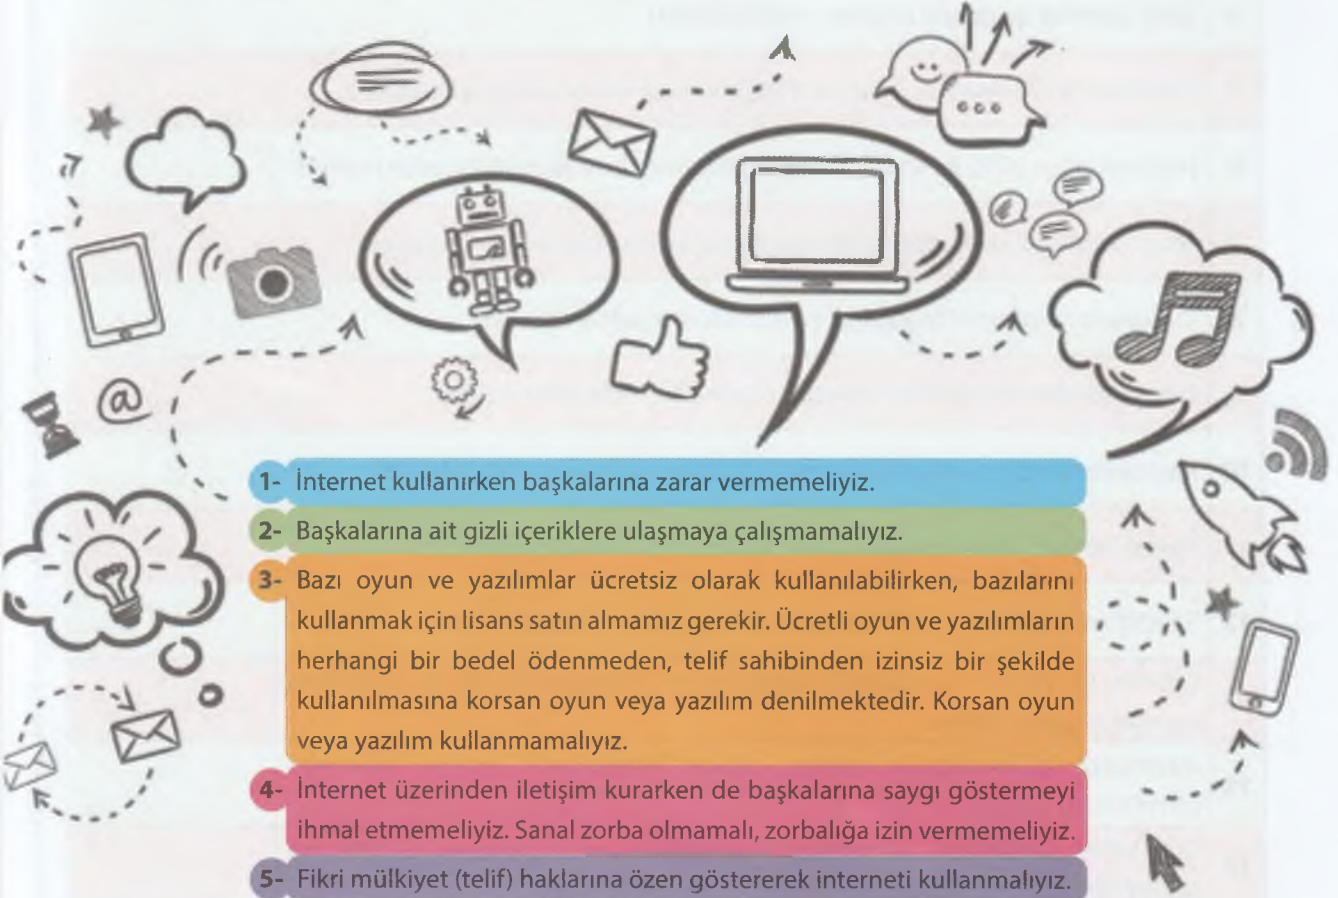 @
1- İnternet kullanırken başkalarına zarar vermemeliyiz.
2- Başkalarına ait gizli içeriklere ulaşmaya çalışmamalıyız.
3- Bazı oyun ve yazılımlar ücretsiz olarak kullanılabilirken, bazılarını
kullanmak için lisans satın almamız gerekir. Ücretli oyun ve yazılımların
herhangi bir bedel ödenmeden, telif sahibinden izinsiz bir şekilde
kullanılmasına korsan oyun veya yazılım denilmektedir. Korsan oyun
veya yazılım kullanmamalıyız.
4- İnternet üzerinden iletişim kurarken de başkalarına saygı göstermeyi
ihmal etmemeliyiz. Sanal zorba olmamalı, zorbalığa izin vermemeliyiz.
5- Fikri mülkiyet (telif) haklarına özen göstererek interneti kullanmalıyız.